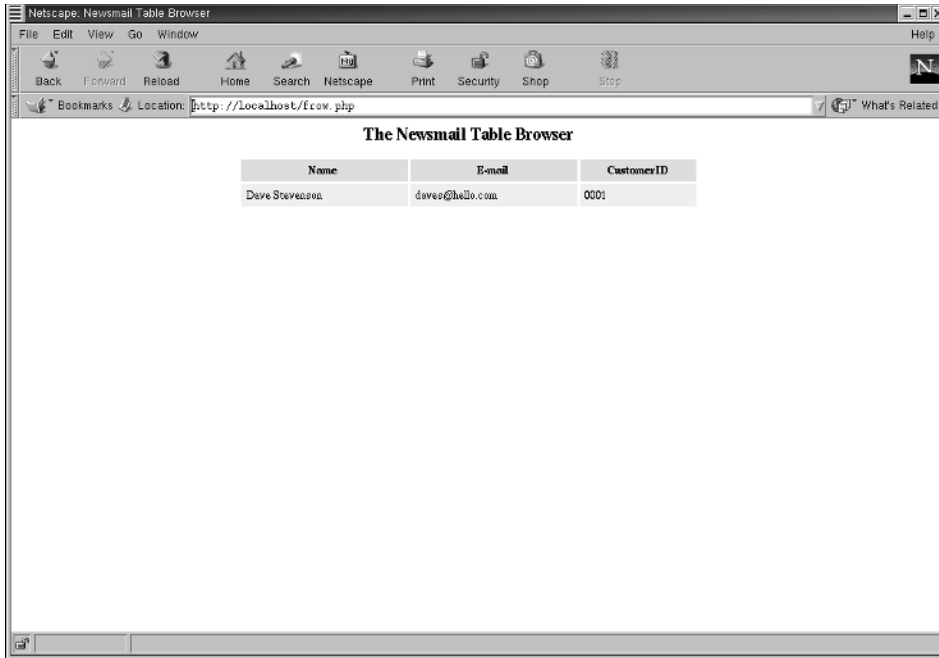 Netscape: Newsmail Table Browser
File Edit View Go Window Help
Back Forward Reload Home Search Netscape Print Security Shop Stop
N
Bookmarks Location: http://localhost/frow.php What's Related
The Newsmail Table Browser
Name E-mail CustomerID
Dave Stevenson daves@hello.com 0001